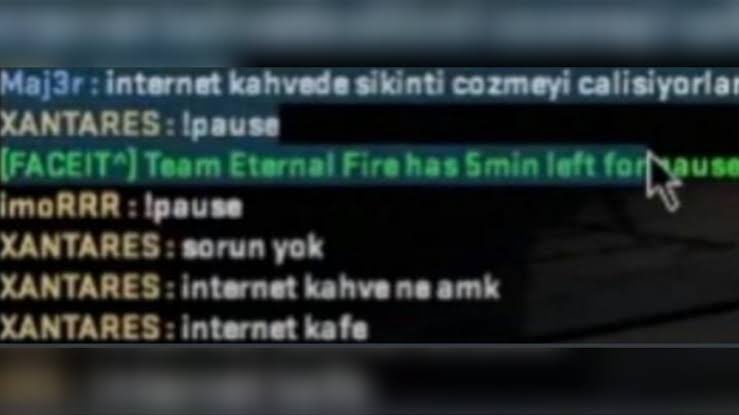 Maj3r : internet kahvede sikinti cozmeyi calisiyorlar
XANTARES : !pause
[FACEIT^] Team Eternal Fire has 5min left for pause
imoRRR : !pause
XANTARES : sorun yok
XANTARES : internet kahve ne amk
XANTARES : internet kafe